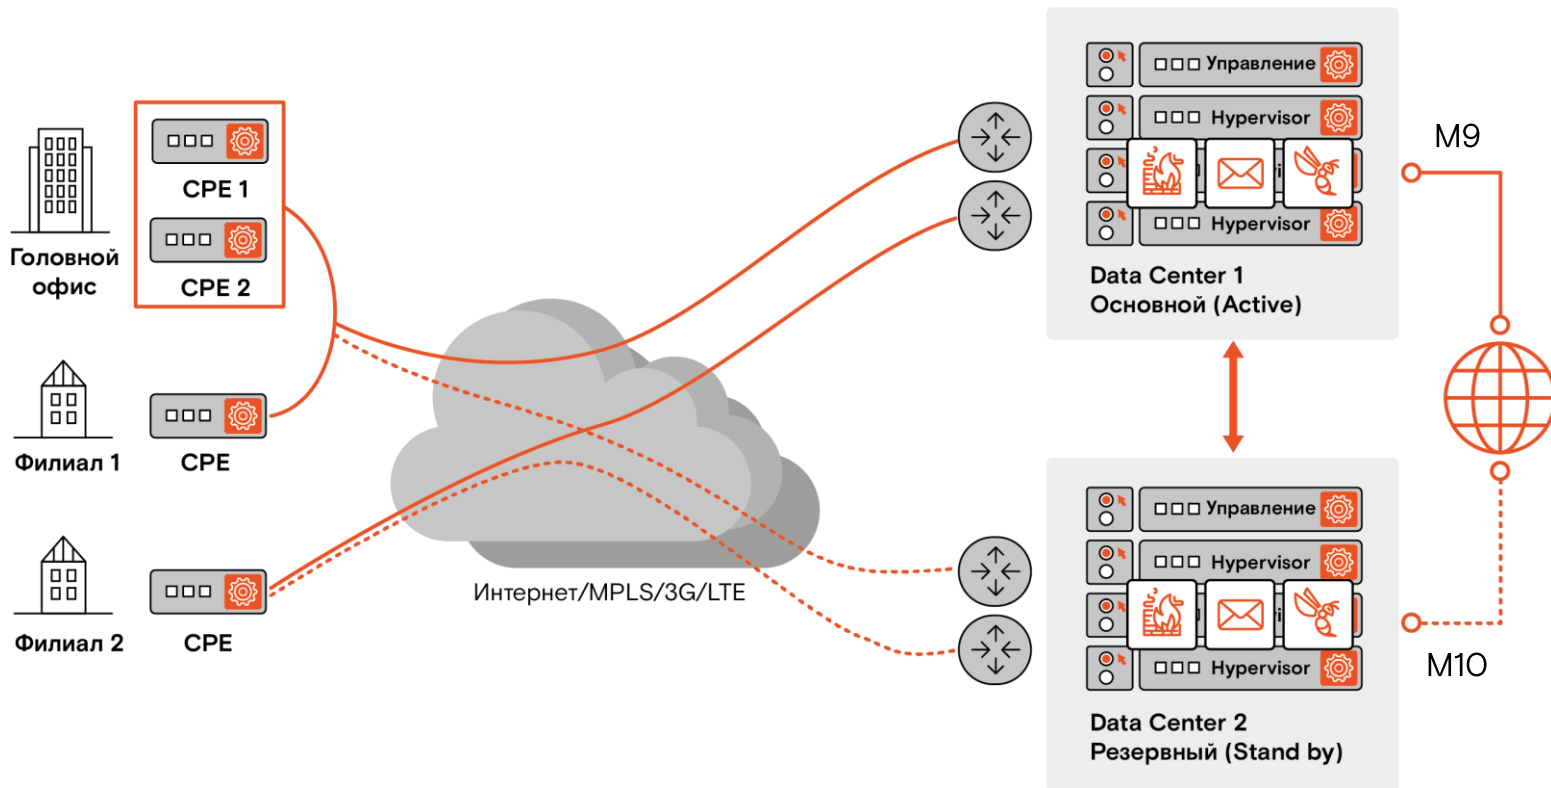 Головной
офис
CPE 1
CPE 2
Филиал 1
CPE
Филиал 2
CPE
Интернет/MPLS/3G/LTE
Управление
Hypervisor
Hypervisor
Data Center 1
Основной (Active)
M9
Управление
Hypervisor
Hypervisor
Data Center 2
Резервный (Stand by)
M10